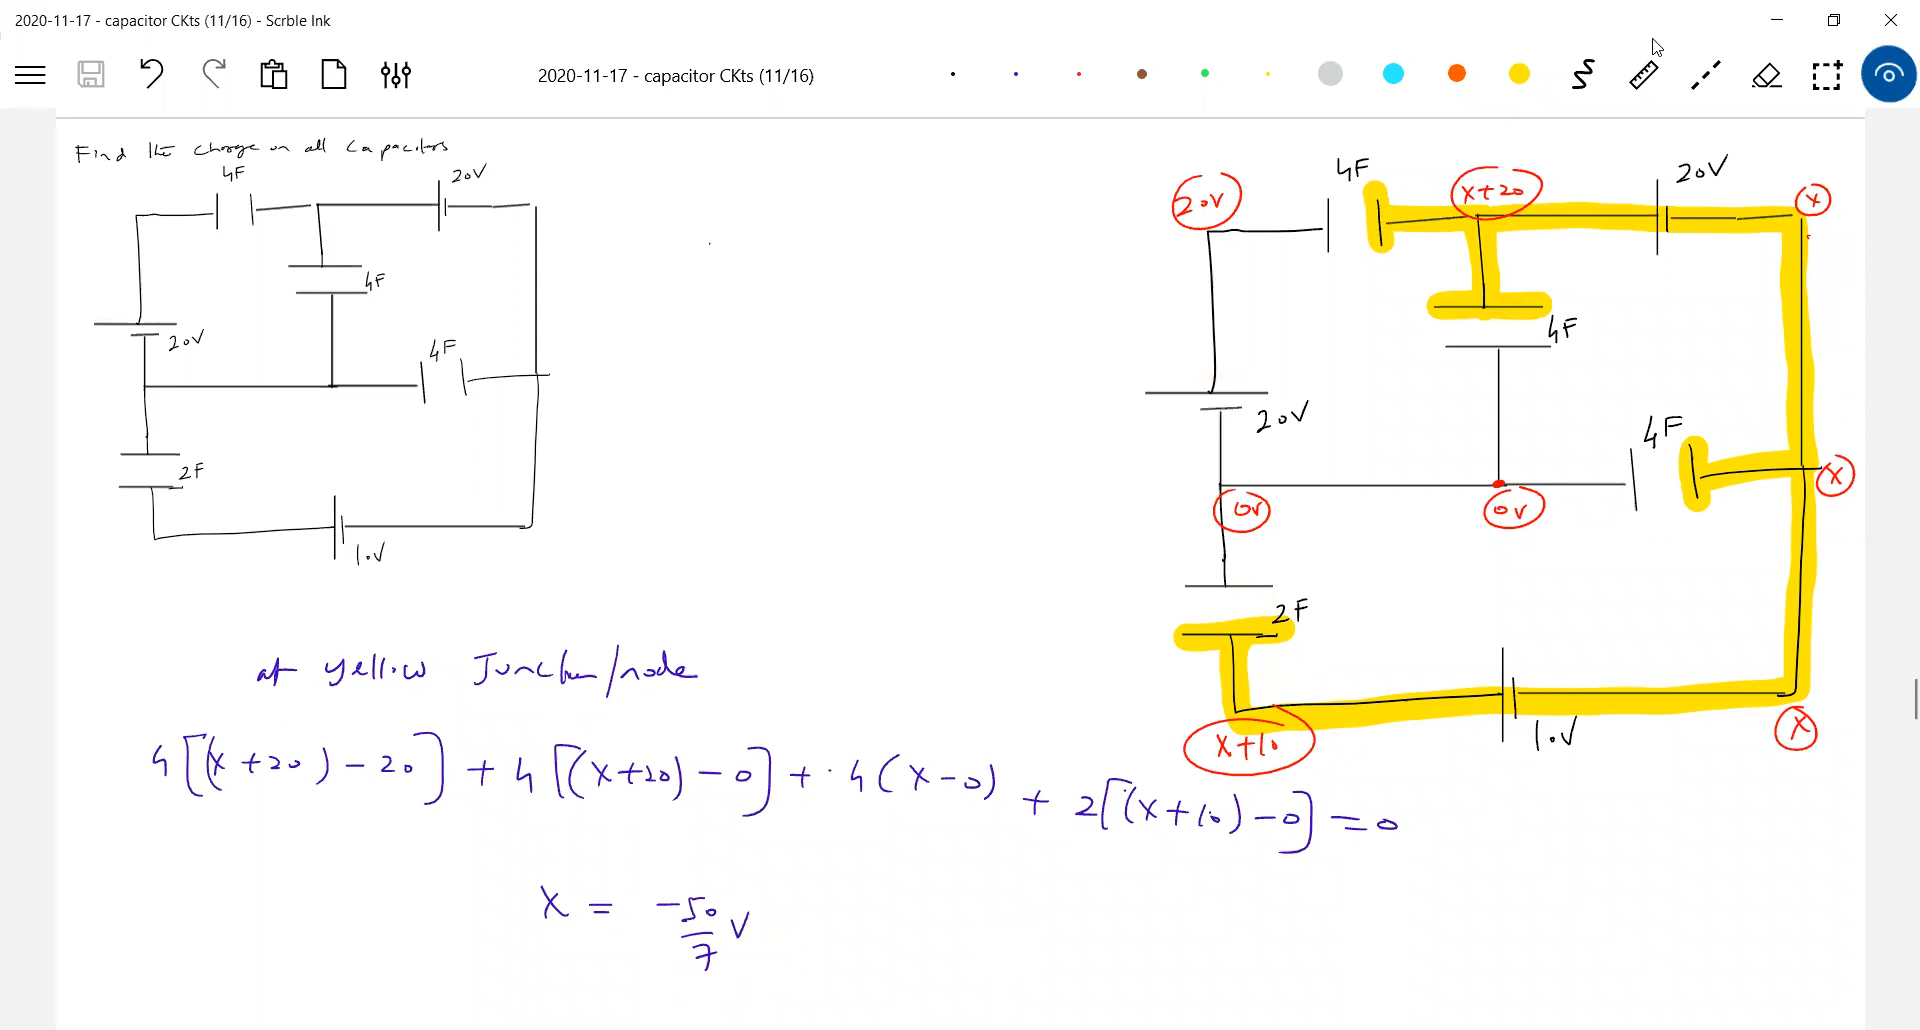 2020-11-17 - capacitor CKts (11/16) - Scrble Ink
2020-11-17 - capacitor CKts (11/16)
Find the charge on all capacitors
4F
20V
4F
20V
4F
2F
10V
4F
20V
20V
x+20
x
4F
20V
4F
x
0V
0V
2F
x+10
10V
x
at yellow Junction/node
4[(x+20)-20] + 4[(x+20)-0] + 4(x-0) + 2[(x+10)-0] = 0
x = -50/7 V